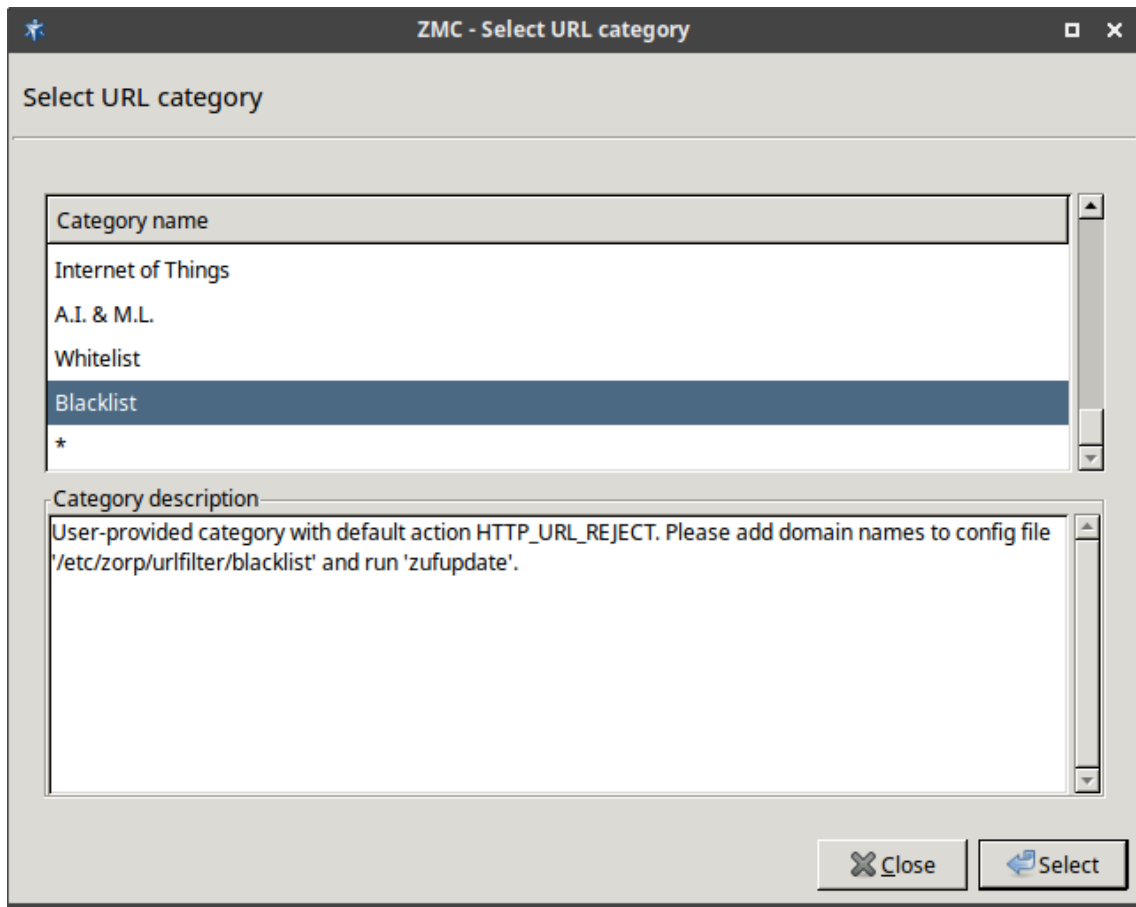 ZMC - Select URL category
Select URL category
Category name
Internet of Things
A.I. & M.L.
Whitelist
Blacklist
*
Category description
User-provided category with default action HTTP_URL_REJECT. Please add domain names to config file
'/etc/zorp/urlfilter/blacklist' and run 'zufupdate'.
Close
Select